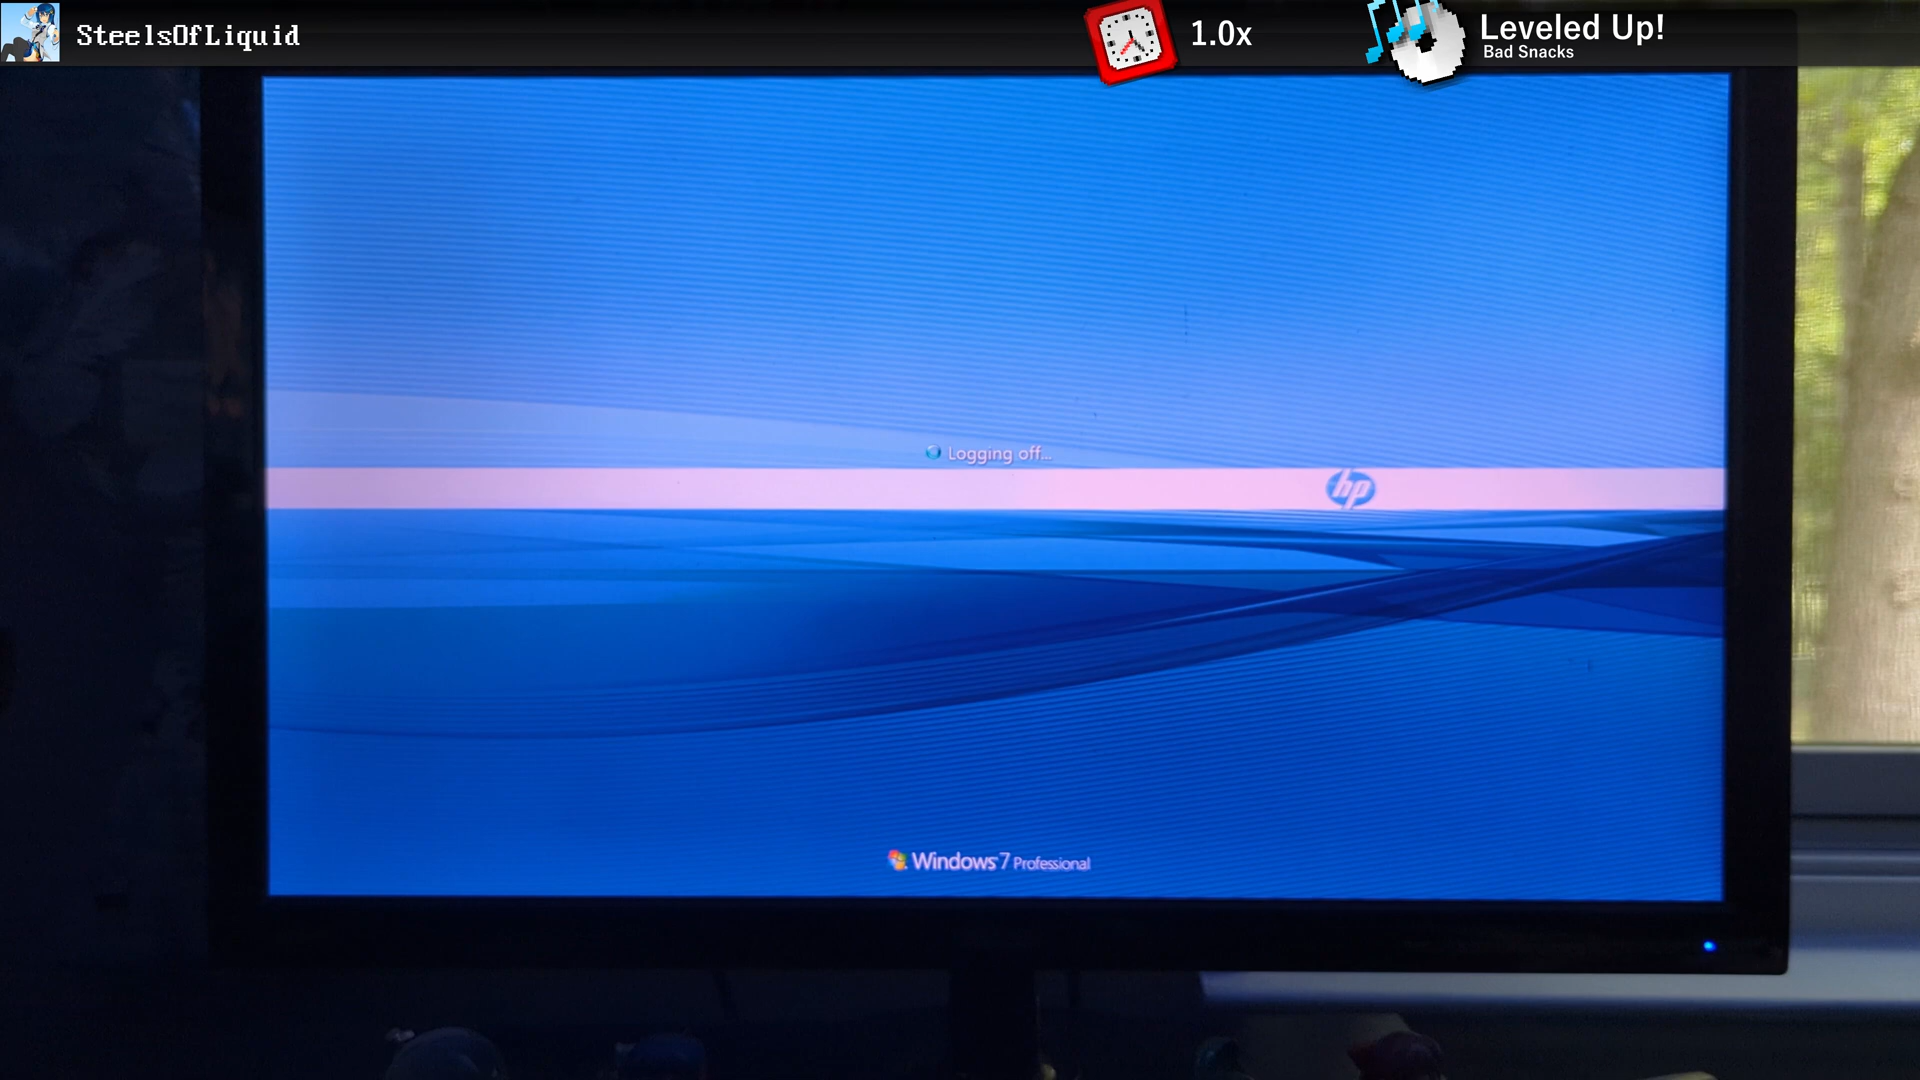 SteelsOfLiquid
1.0x
Leveled Up!
Bad Snacks
Logging off...
hp
Windows 7 Professional